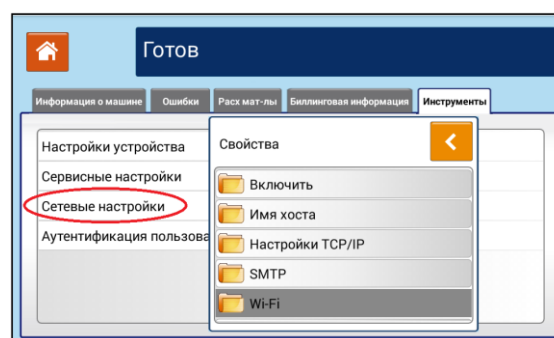 Готов
Информация о машине
Ошибки
Расх мат-лы
Биллинговая информация
Инструменты
Настройки устройства
Сервисные настройки
Сетевые настройки
Аутентификация пользова
Свойства
Включить
Имя хоста
Настройки TCP/IP
SMTP
Wi-Fi